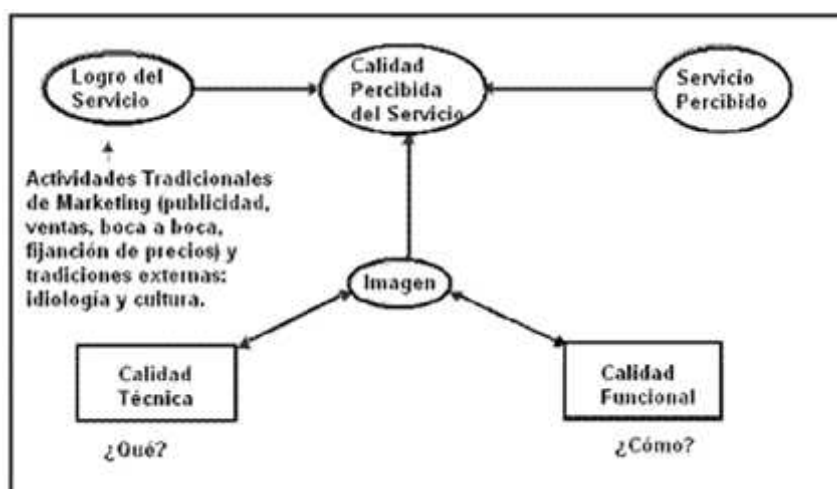 Logro del
Servicio
Calidad
Percibida
del Servicio
Servicio
Percibido
Actividades Tradicionales
de Marketing (publicidad,
ventas, boca a boca,
fijanción de precios) y
tradiciones externas:
idiología y cultura.
Imagen
Calidad
Técnica
Calidad
Funcional
¿Qué?
¿Cómo?